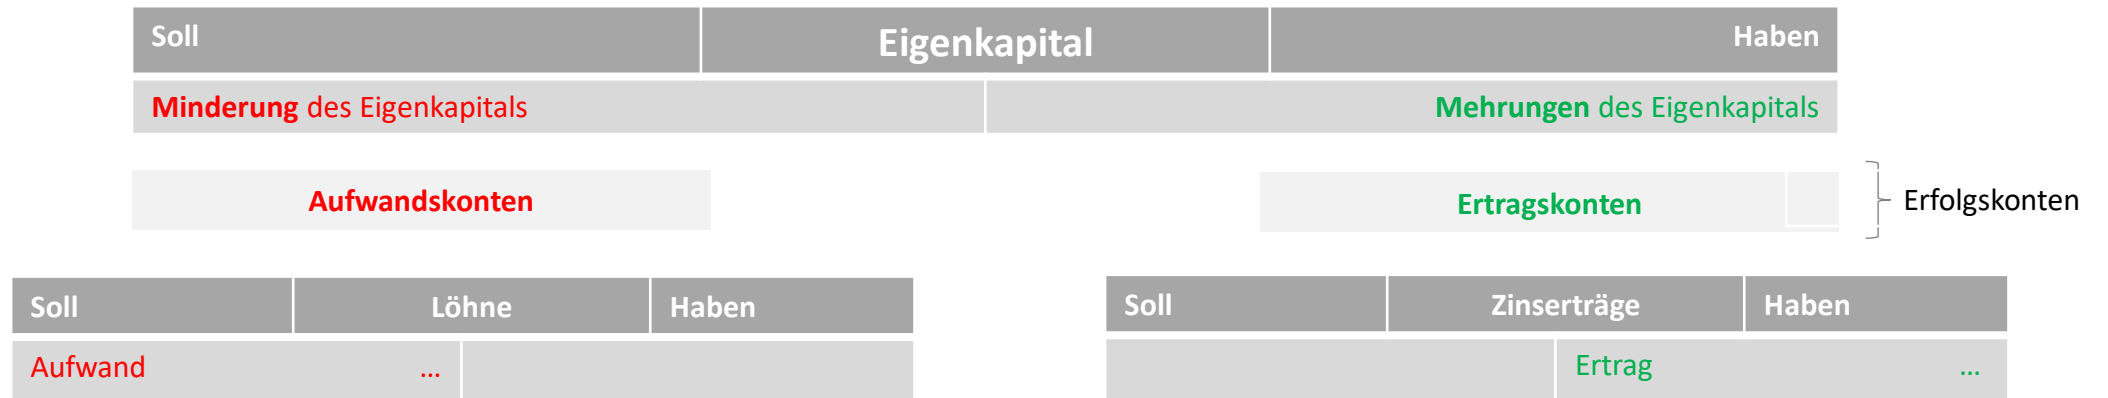 Soll Eigenkapital Haben
Minderung des Eigenkapitals Mehrungen des Eigenkapitals
Aufwandskonten Ertragskonten Erfolgskonten
Soll Löhne Haben Soll Zinserträge Haben
Aufwand ... Ertrag ...